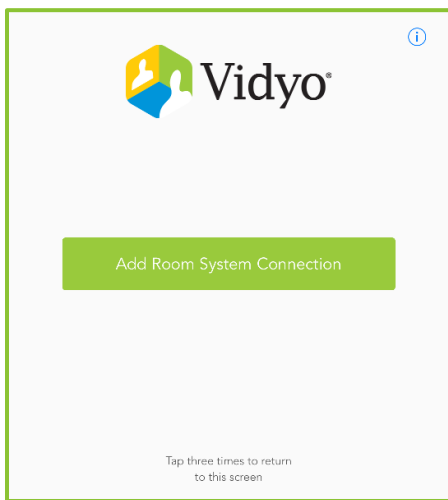 Vidyo®
Add Room System Connection
Tap three times to return
to this screen